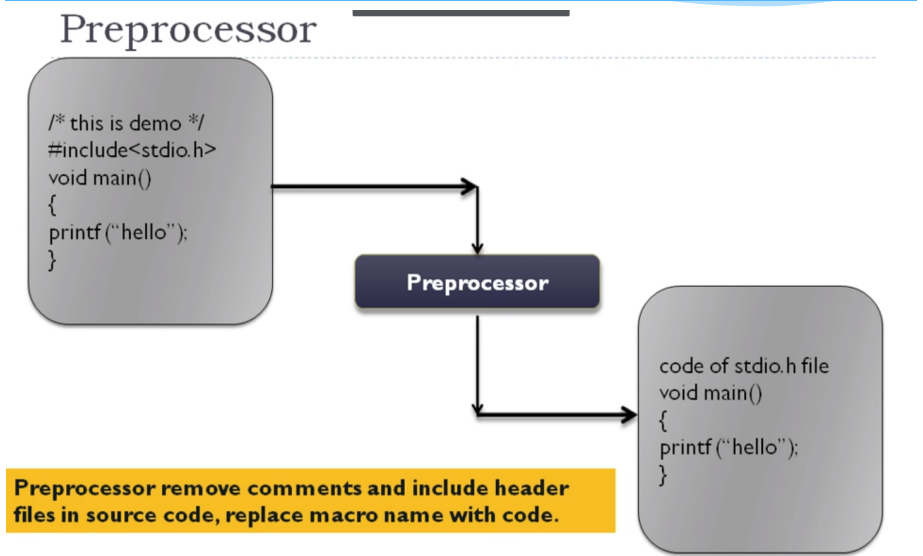 Preprocessor
/* this is demo */
#include<stdio.h>
void main()
{
printf (“hello”);
}
Preprocessor
code of stdio.h file
void main()
{
printf (“hello”);
}
Preprocessor remove comments and include header
files in source code, replace macro name with code.